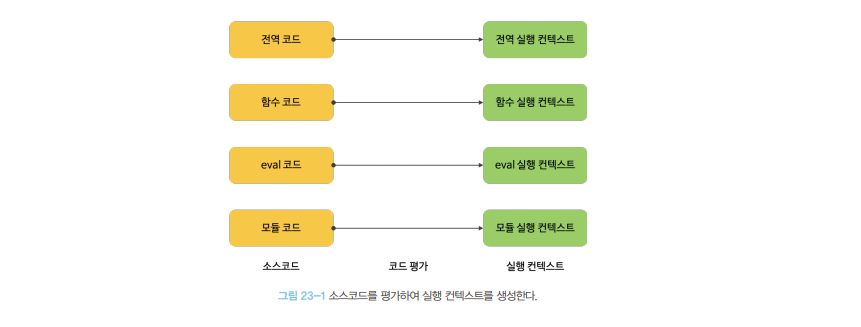 전역 코드
전역 실행 컨텍스트
함수 코드
함수 실행 컨텍스트
eval 코드
eval 실행 컨텍스트
모듈 코드
모듈 실행 컨텍스트
소스코드
코드 평가
실행 컨텍스트
그림 23-1 소스코드를 평가하여 실행 컨텍스트를 생성한다.